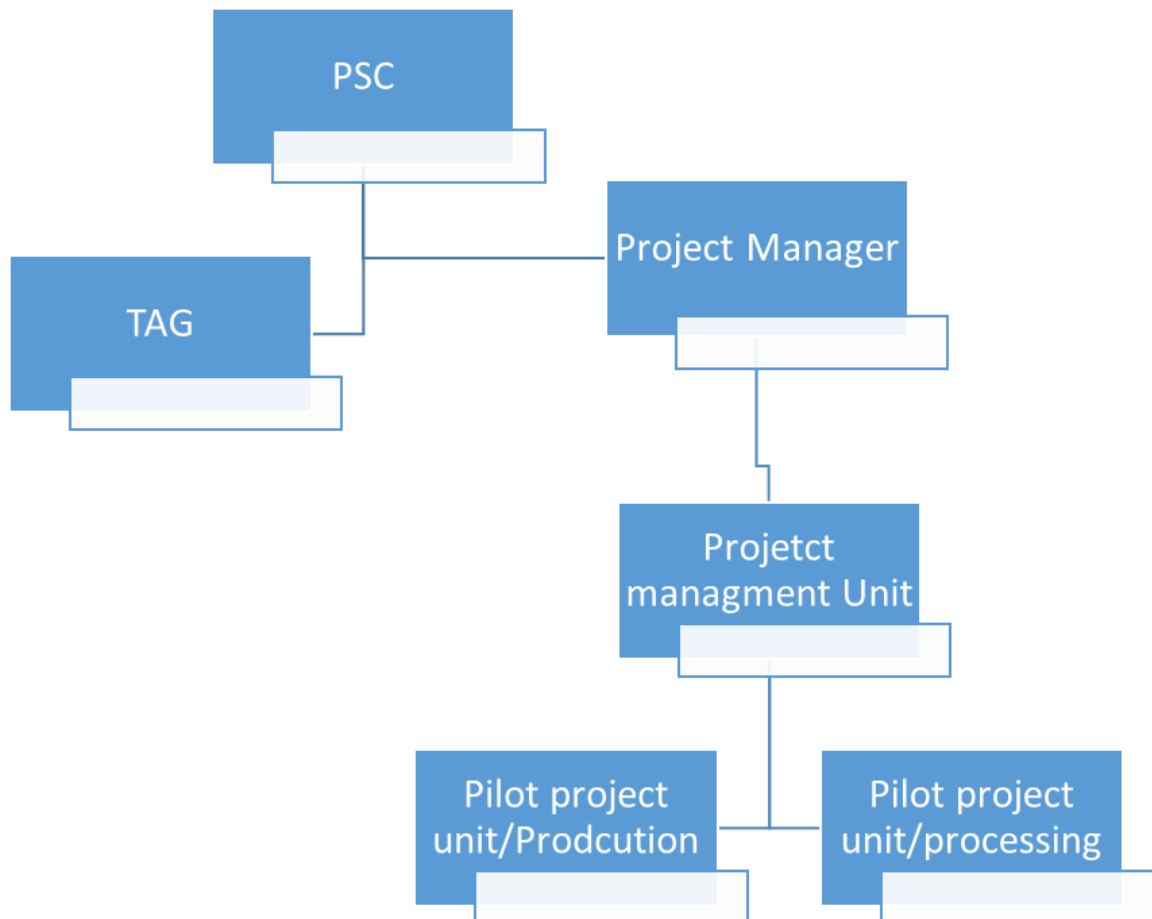 PSC
Project Manager
TAG
Projetct
managment Unit
Pilot project
unit/Prodcution
Pilot project
unit/processing